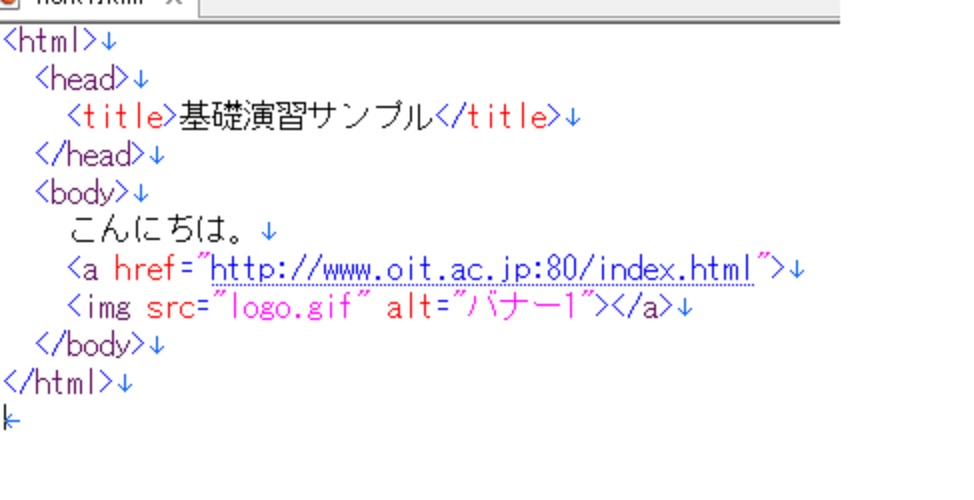 <html>↓
<head>↓
<title>基礎演習サンプル</title>↓
</head>↓
<body>↓
こんにちは。↓
<a href="http://www.oit.ac.jp:80/index.html">↓
<img src="logo.gif" alt="バナー1"></a>↓
</body>↓
</html>↓
←